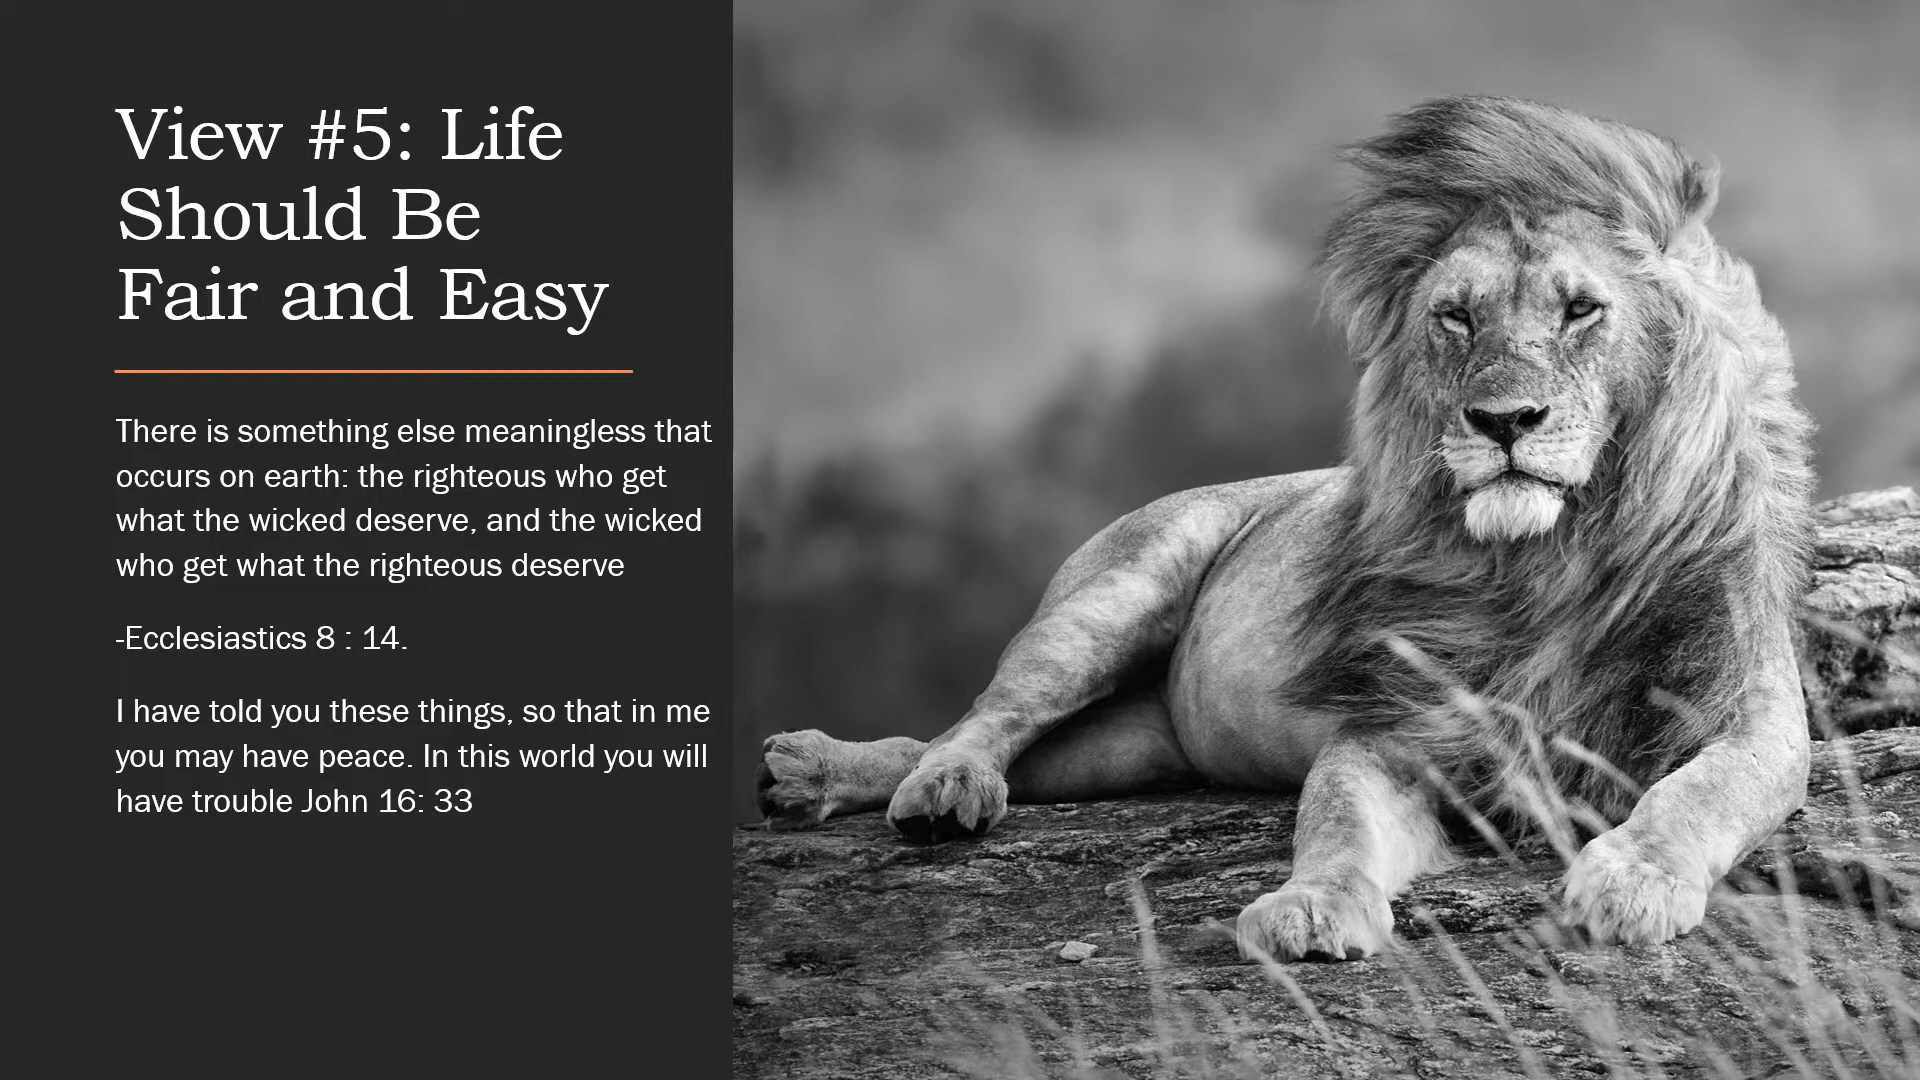 View #5: Life
Should Be
Fair and Easy
There is something else meaningless that
occurs on earth: the righteous who get
what the wicked deserve, and the wicked
who get what the righteous deserve
-Ecclesiastics 8 : 14.
I have told you these things, so that in me
you may have peace. In this world you will
have trouble John 16: 33